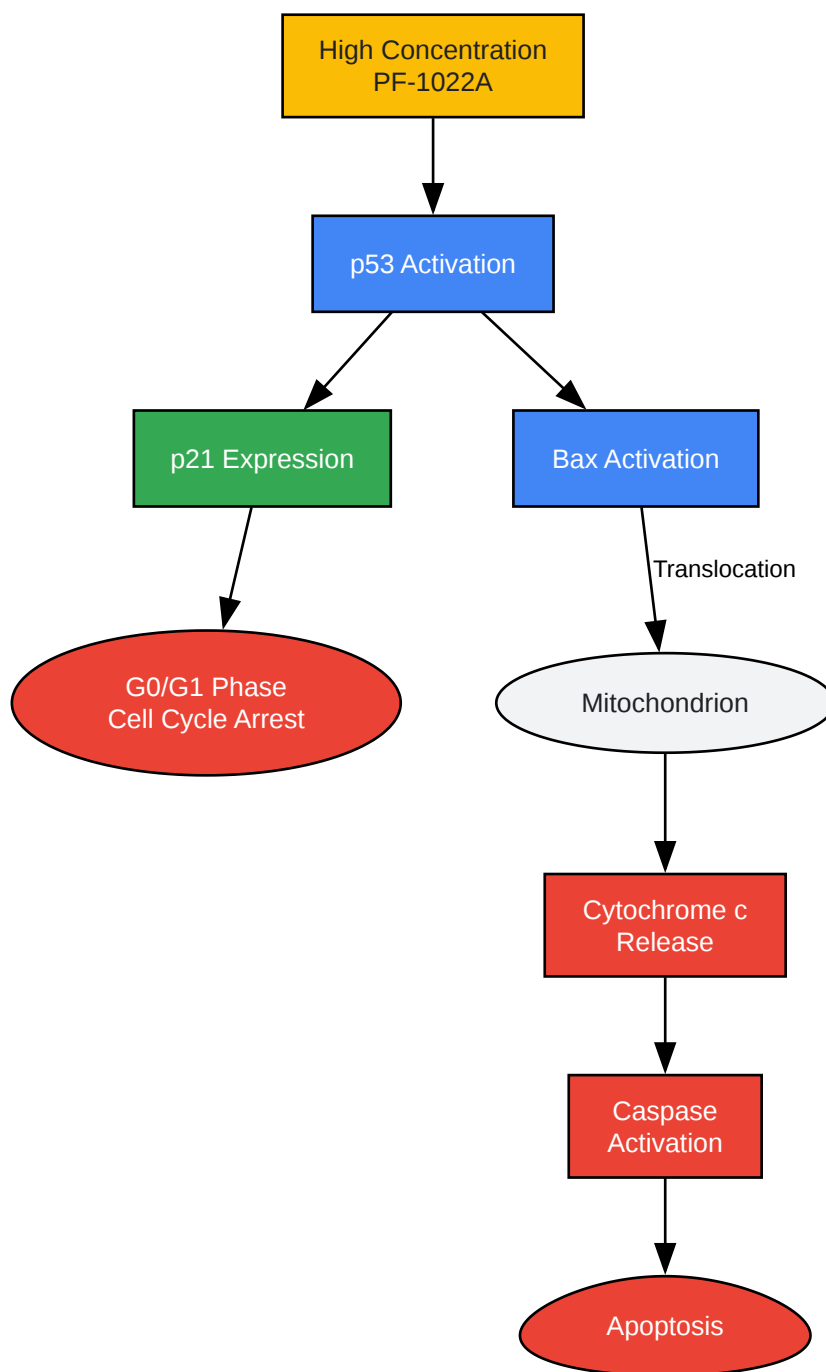 High Concentration
PF-1022A
p53 Activation
p21 Expression
Bax Activation
Translocation
G0/G1 Phase
Cell Cycle Arrest
Mitochondrion
Cytochrome c
Release
Caspase
Activation
Apoptosis